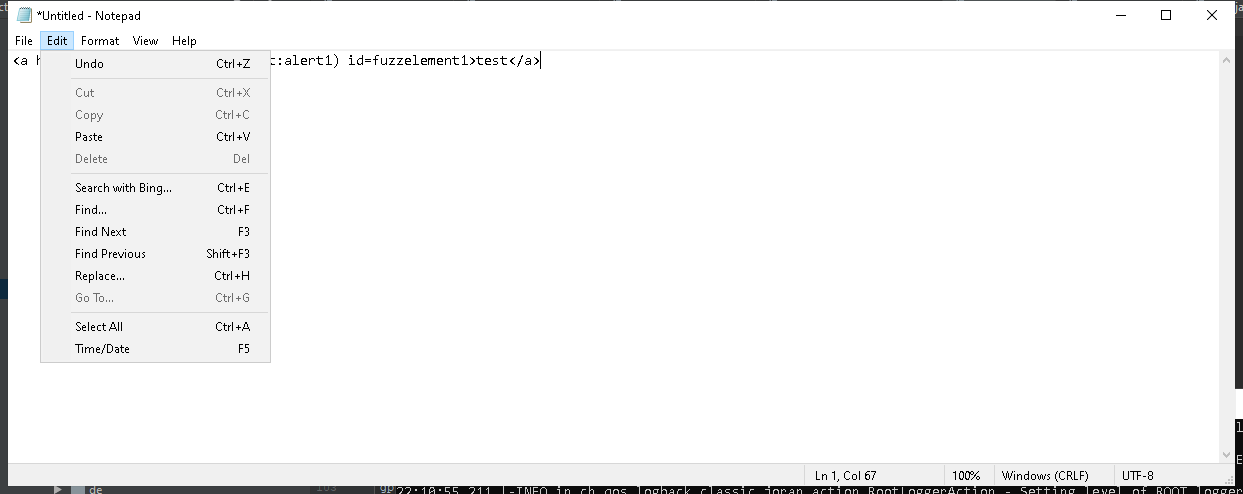 *Untitled - Notepad
File Edit Format View Help
<a h t:alert1) id=fuzzelement1>test</a>
Undo Ctrl+Z
Cut Ctrl+X
Copy Ctrl+C
Paste Ctrl+V
Delete Del
Search with Bing... Ctrl+E
Find... Ctrl+F
Find Next F3
Find Previous Shift+F3
Replace... Ctrl+H
Go To... Ctrl+G
Select All Ctrl+A
Time/Date F5
Ln 1, Col 67 100% Windows (CRLF) UTF-8
de 22:10:55,211 |-INFO in ch.qos.logback.classic.joran.action.RootLoggerAction - Setting level of ROOT logger